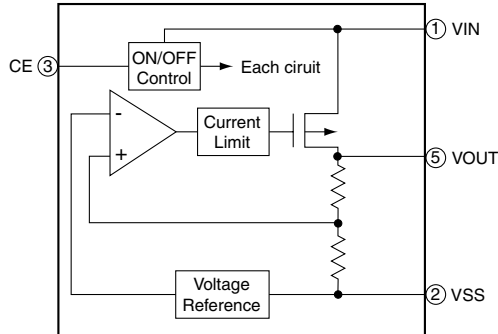 ① VIN
CE ③
ON/OFF
Control
Each ciruit
-
+
Current
Limit
⑤ VOUT
Voltage
Reference
② VSS